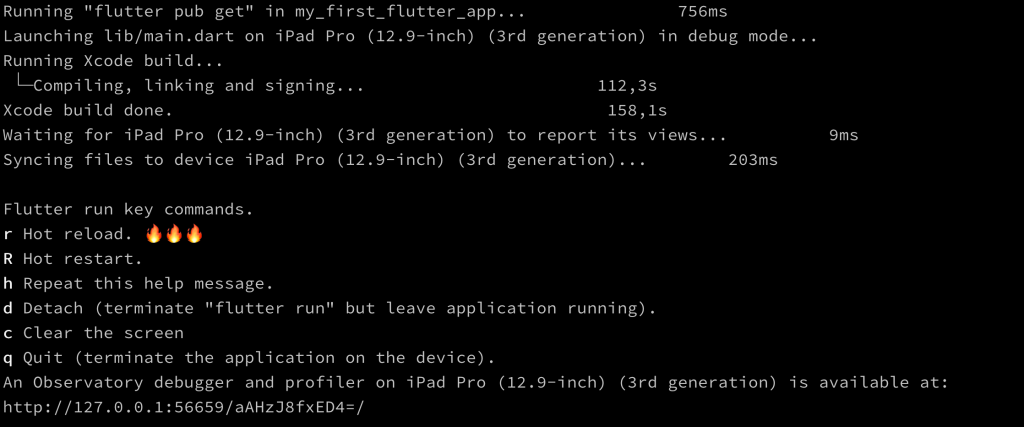 Running "flutter pub get" in my_first_flutter_app... 756ms
Launching lib/main.dart on iPad Pro (12.9-inch) (3rd generation) in debug mode...
Running Xcode build...
└─Compiling, linking and signing... 112,3s
Xcode build done. 158,1s
Waiting for iPad Pro (12.9-inch) (3rd generation) to report its views... 9ms
Syncing files to device iPad Pro (12.9-inch) (3rd generation)... 203ms
Flutter run key commands.
r Hot reload. 🔥🔥🔥
R Hot restart.
h Repeat this help message.
d Detach (terminate "flutter run" but leave application running).
c Clear the screen
q Quit (terminate the application on the device).
An Observatory debugger and profiler on iPad Pro (12.9-inch) (3rd generation) is available at:
http://127.0.0.1:56659/aAHzJ8fxED4=/